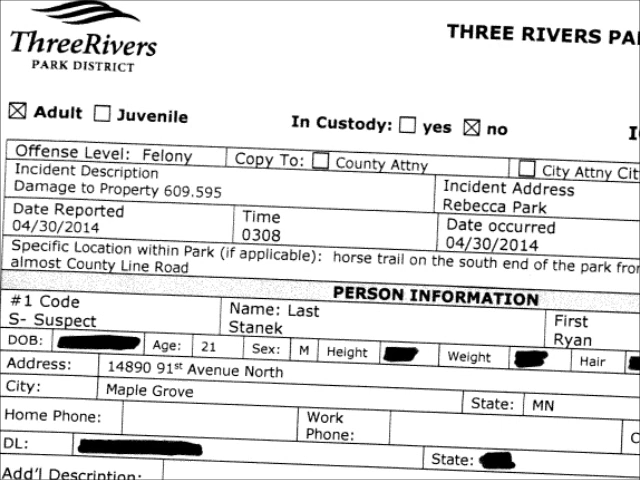 ThreeRivers
PARK DISTRICT
THREE RIVERS
Adult Juvenile
In Custody: yes no
Offense Level: Felony Copy To: County Attny City Attny
Incident Description
Damage to Property 609.595
Incident Address
Rebecca Park
Date Reported
04/30/2014
Time
0308
Date occurred
04/30/2014
Specific Location within Park (if applicable): horse trail on the south end of the park
almost County Line Road
PERSON INFORMATION
#1 Code
S- Suspect
Name: Last
Stanek
First
Ryan
DOB: Age: 21 Sex: M Height Weight Hair
Address: 14890 91st Avenue North
City: Maple Grove State: MN
Home Phone:
Work
Phone:
DL: State:
Add'l Description: